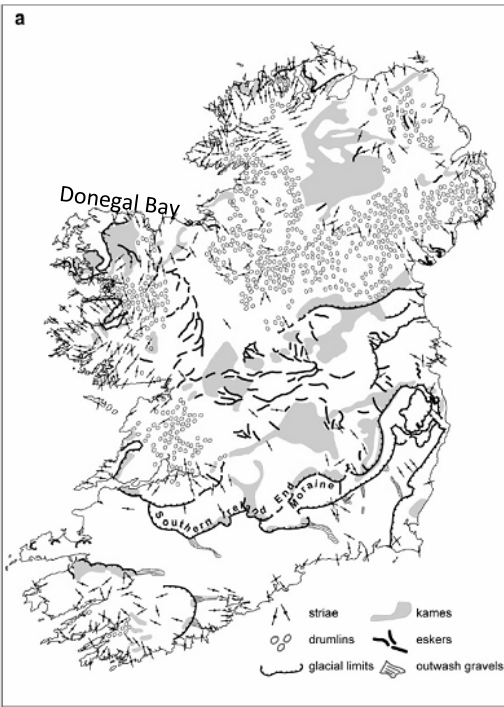 a
Donegal Bay
Southern Ireland End
Moraine
striae
kames
drumlins
eskers
glacial limits
outwash gravels